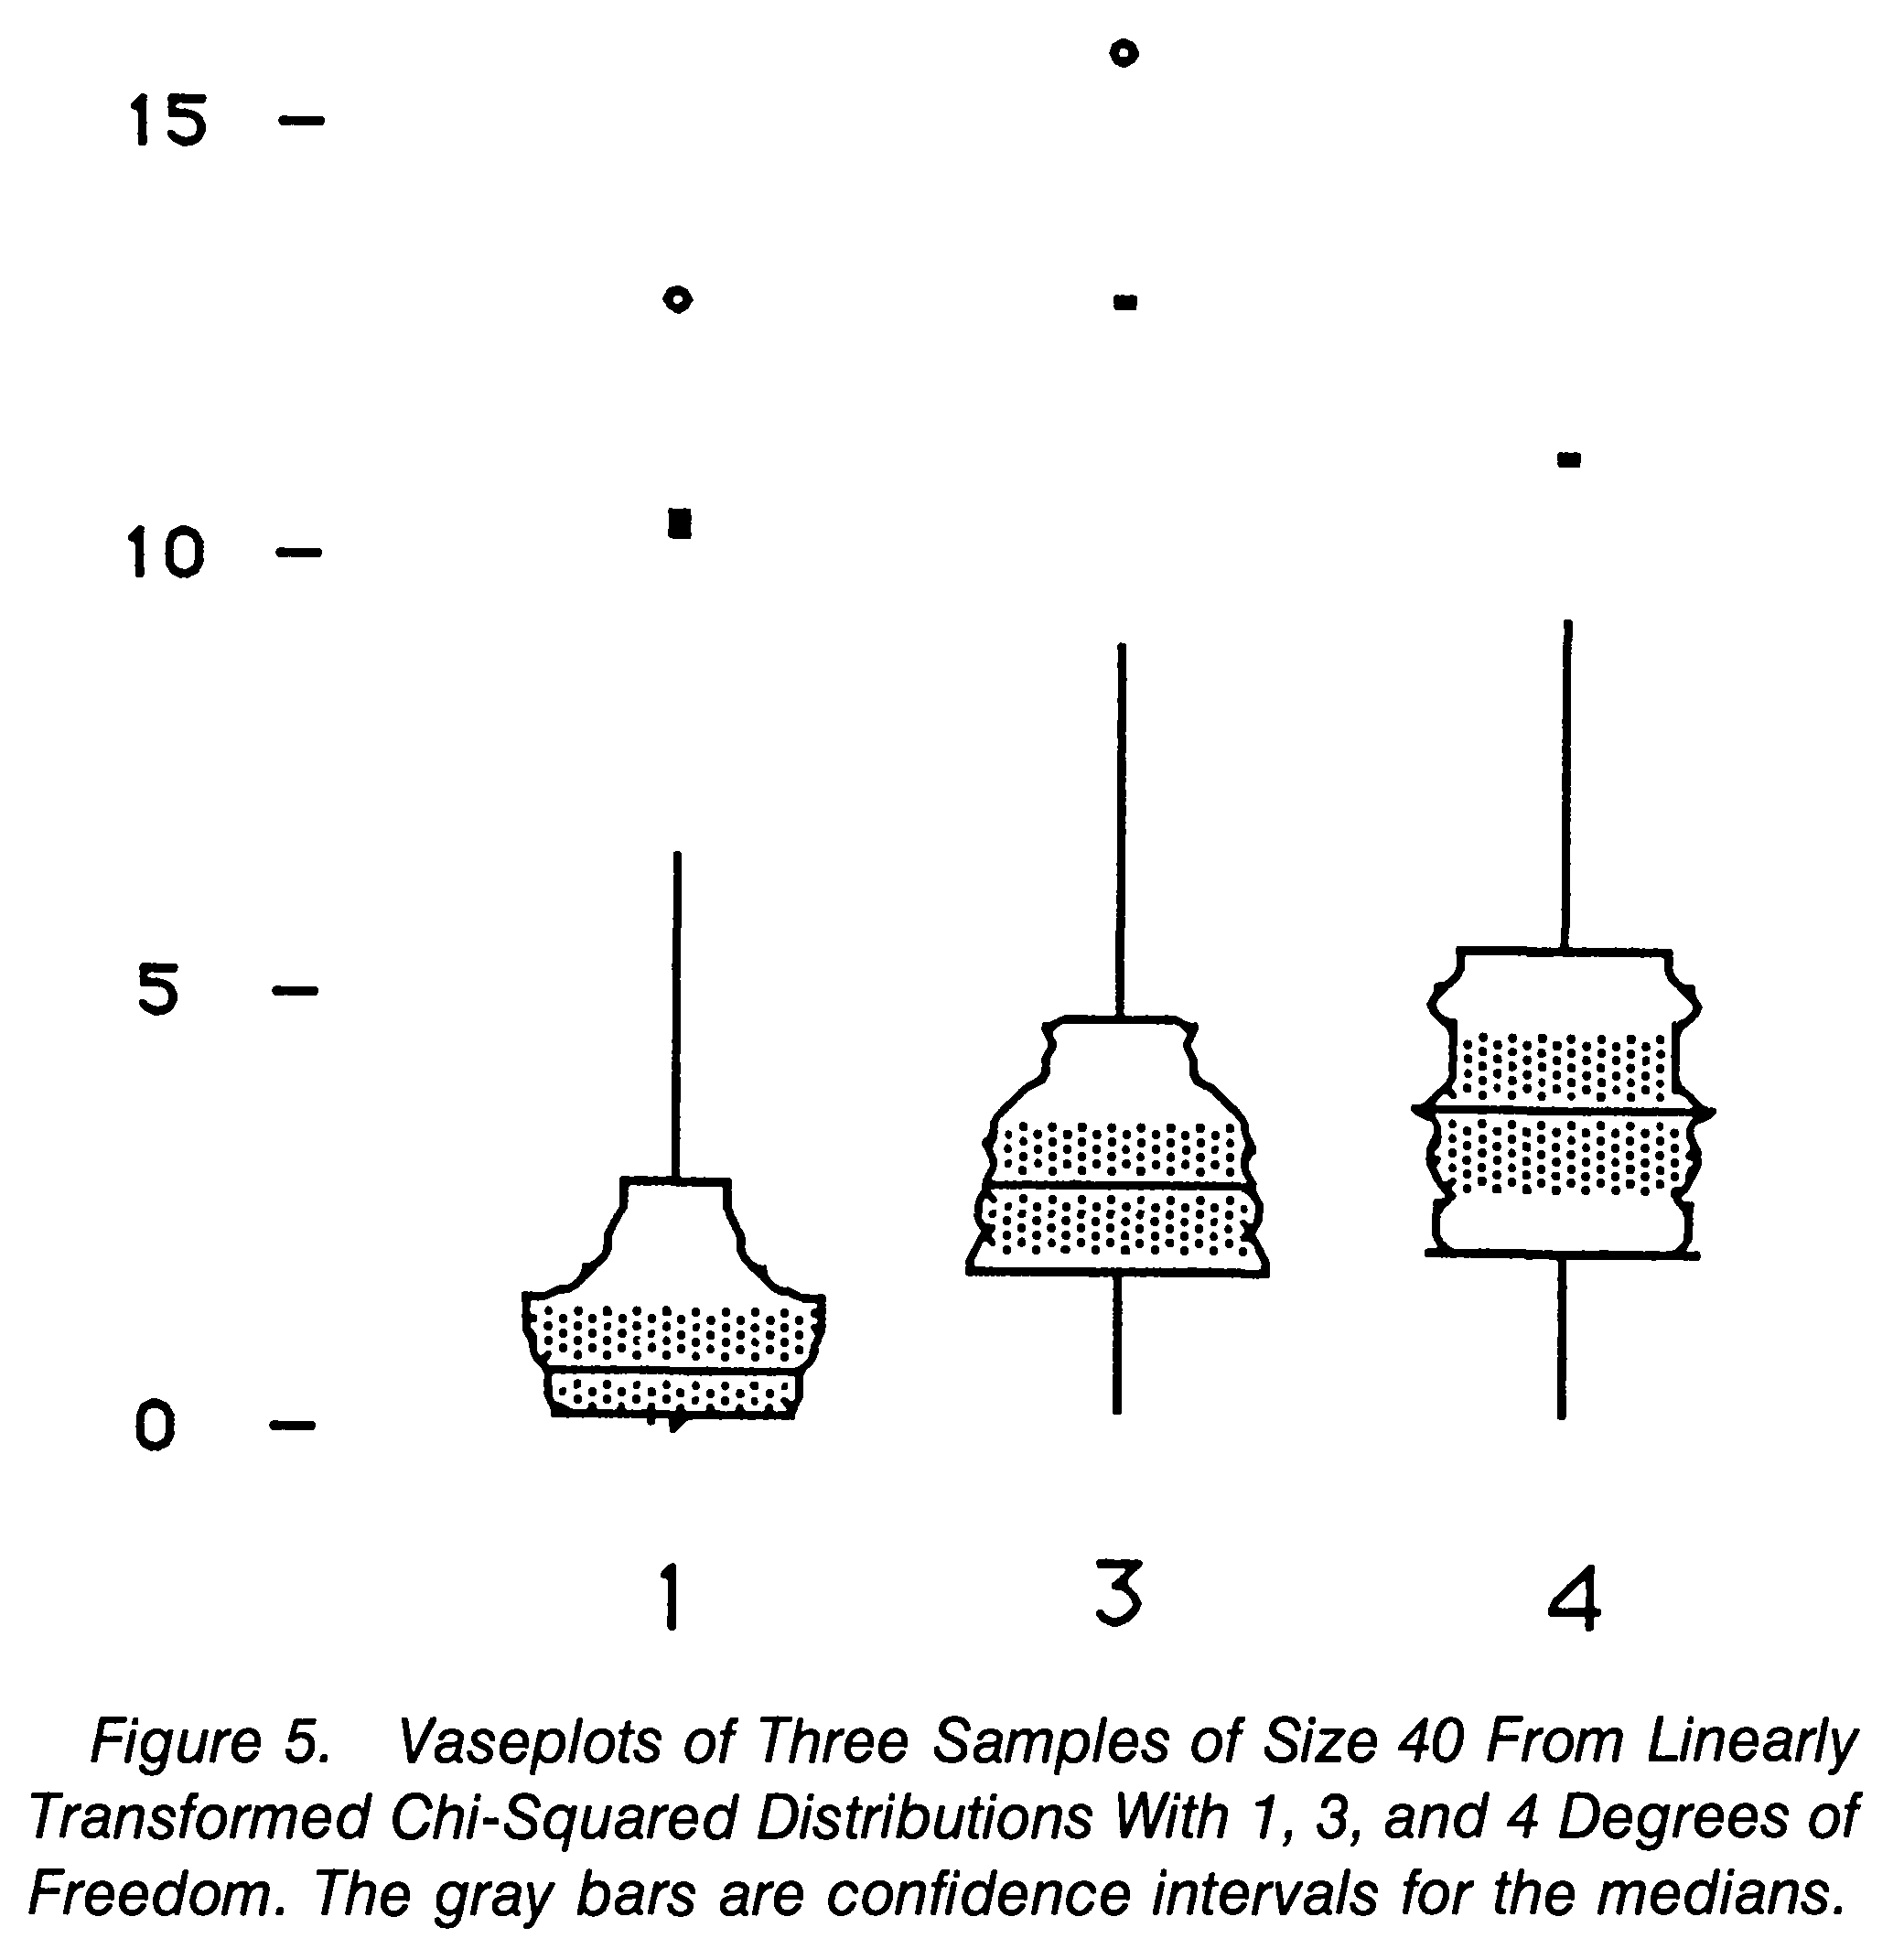 15 –
10 –
5 –
0 –
1 3 4
Figure 5. Vaseplots of Three Samples of Size 40 From Linearly
Transformed Chi-Squared Distributions With 1, 3, and 4 Degrees of
Freedom. The gray bars are confidence intervals for the medians.